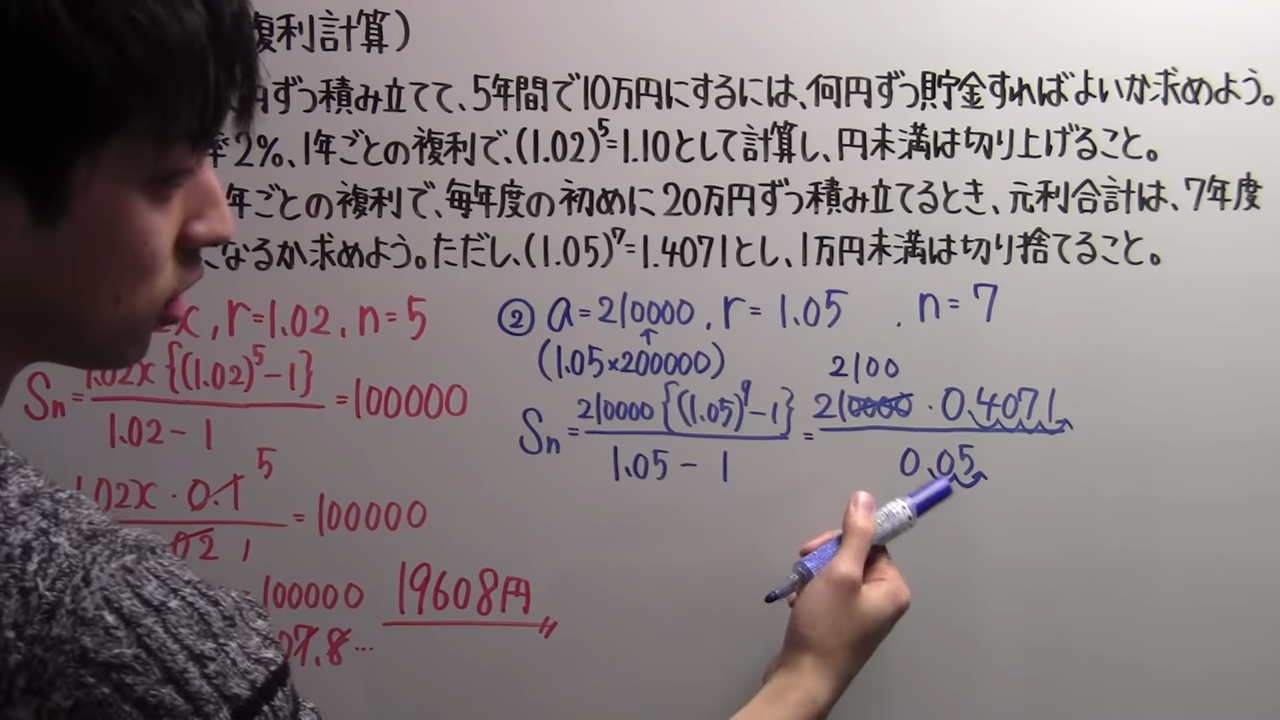 複利計算)
円ずつ積み立てて、5年間で10万円にするには、何円ずつ貯金すればよいか求めよう。
率2%、1年ごとの複利で、(1.02)^5=1.10として計算し、円未満は切り上げること。
年ごとの複利で、毎年度の初めに20万円ずつ積み立てるとき、元利合計は、7年度
になるか求めよう。ただし、(1.05)^7=1.4071とし、1万円未満は切り捨てること。
2x, r=1.02, n=5
Sn = 1.02x{(1.02)^5-1} / 1.02-1 = 100000
.02x・0.1 5 / 02 1 = 100000
=100000 19608円
07.8…
② a=210000, r=1.05, n=7
↑
(1.05×200000)
2100
Sn = 210000{(1.05)^9-1} / 1.05-1 = 210000・0.4071 / 0.05